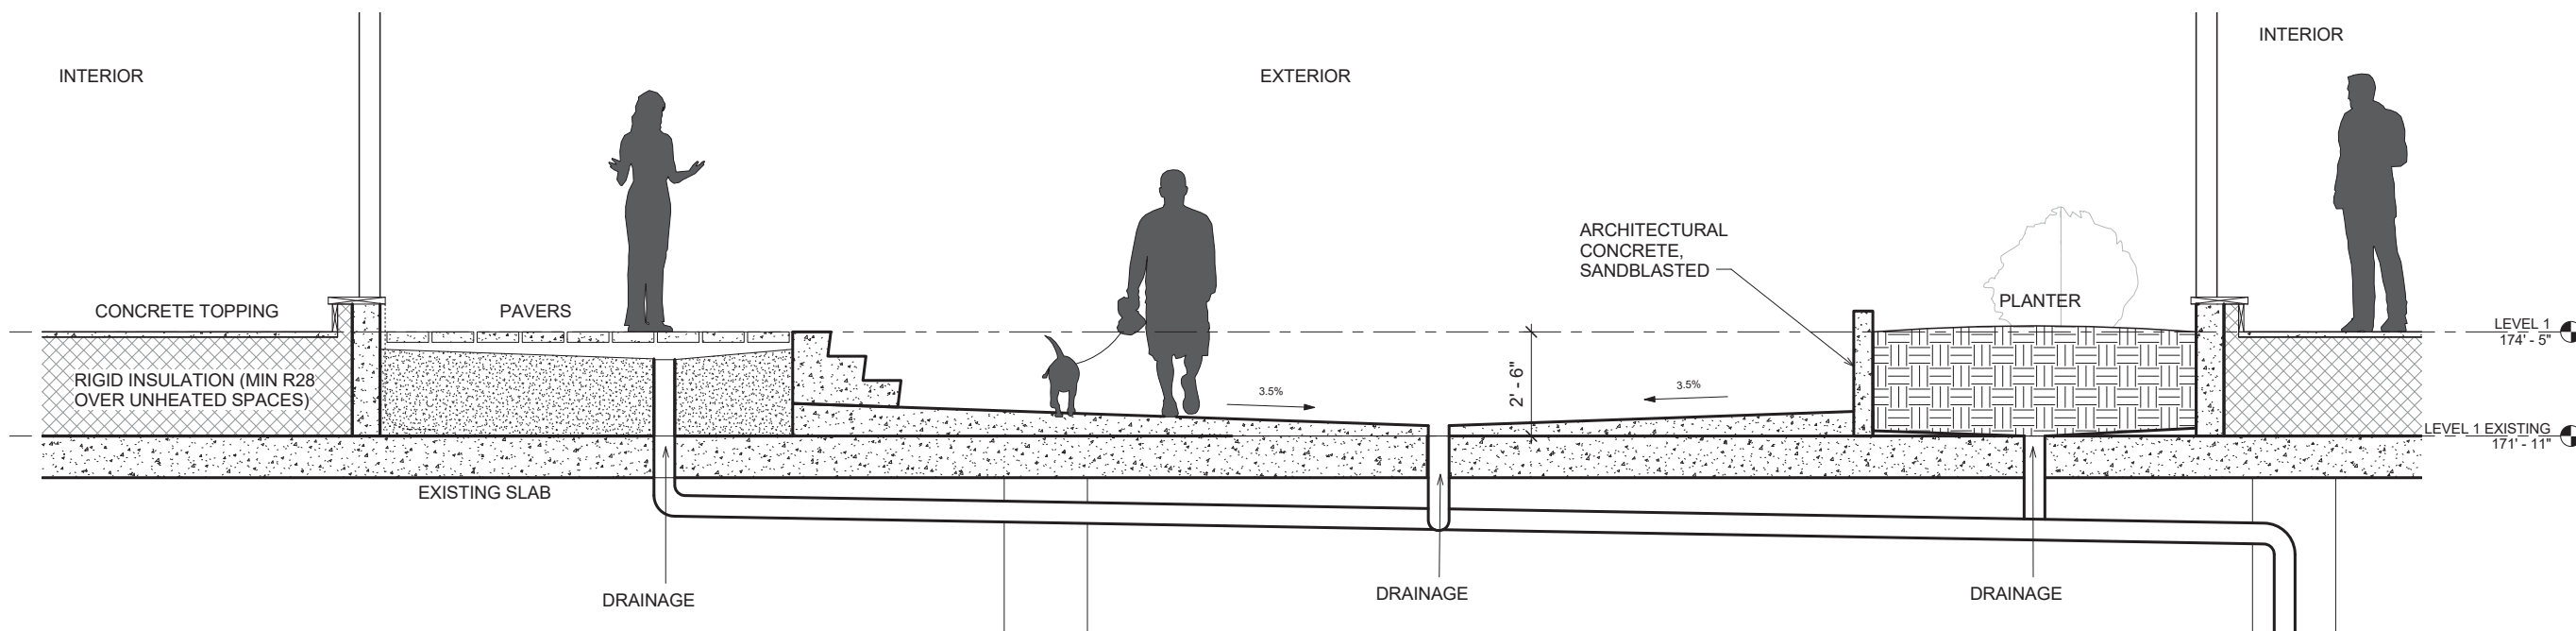 INTERIOR
EXTERIOR
INTERIOR
ARCHITECTURAL
CONCRETE,
SANDBLASTED
CONCRETE TOPPING
PAVERS
PLANTER
LEVEL 1
174' - 5"
RIGID INSULATION (MIN R28
OVER UNHEATED SPACES)
3.5%
2' - 6"
3.5%
LEVEL 1 EXISTING
171' - 11"
EXISTING SLAB
DRAINAGE
DRAINAGE
DRAINAGE